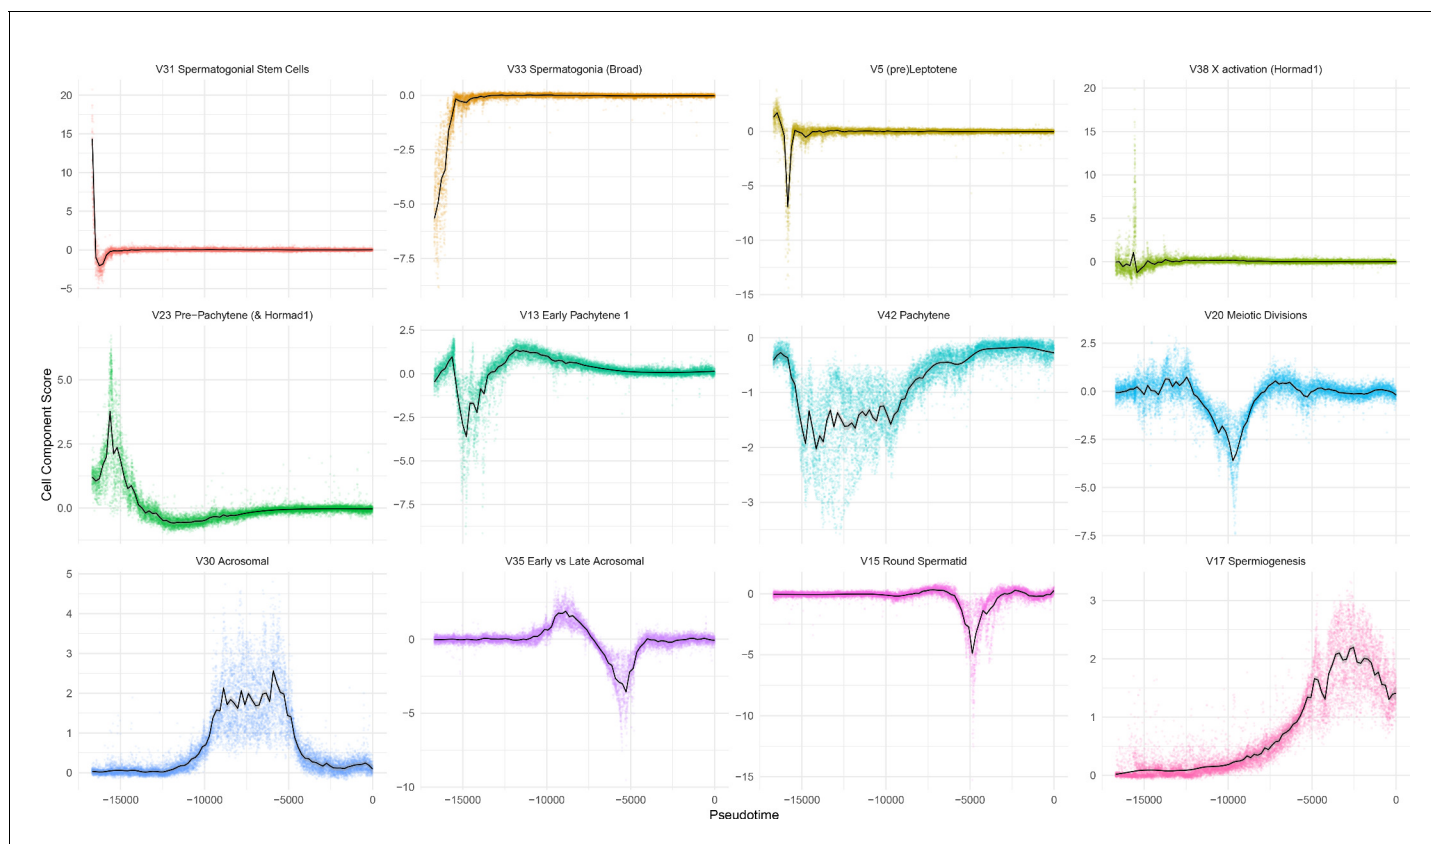 V31 Spermatogonial Stem Cells
V33 Spermatogonia (Broad)
V5 (pre)Leptotene
V38 X activation (Hormad1)
20
15
10
5
0
−5
0.0
−2.5
−5.0
−7.5
0
−5
−10
−15
20
15
10
5
0
V23 Pre−Pachytene (& Hormad1)
V13 Early Pachytene 1
V42 Pachytene
V20 Meiotic Divisions
Cell Component Score
5.0
2.5
0.0
2.5
0.0
−2.5
−5.0
−7.5
0
−1
−2
−3
2.5
0.0
−2.5
−5.0
−7.5
V30 Acrosomal
V35 Early vs Late Acrosomal
V15 Round Spermatid
V17 Spermiogenesis
5
4
3
2
1
0
0
−5
−10
0
−5
−10
−15
3
2
1
0
−15000 −10000 −5000 0
−15000 −10000 −5000 0
−15000 −10000 −5000 0
−15000 −10000 −5000 0
Pseudotime